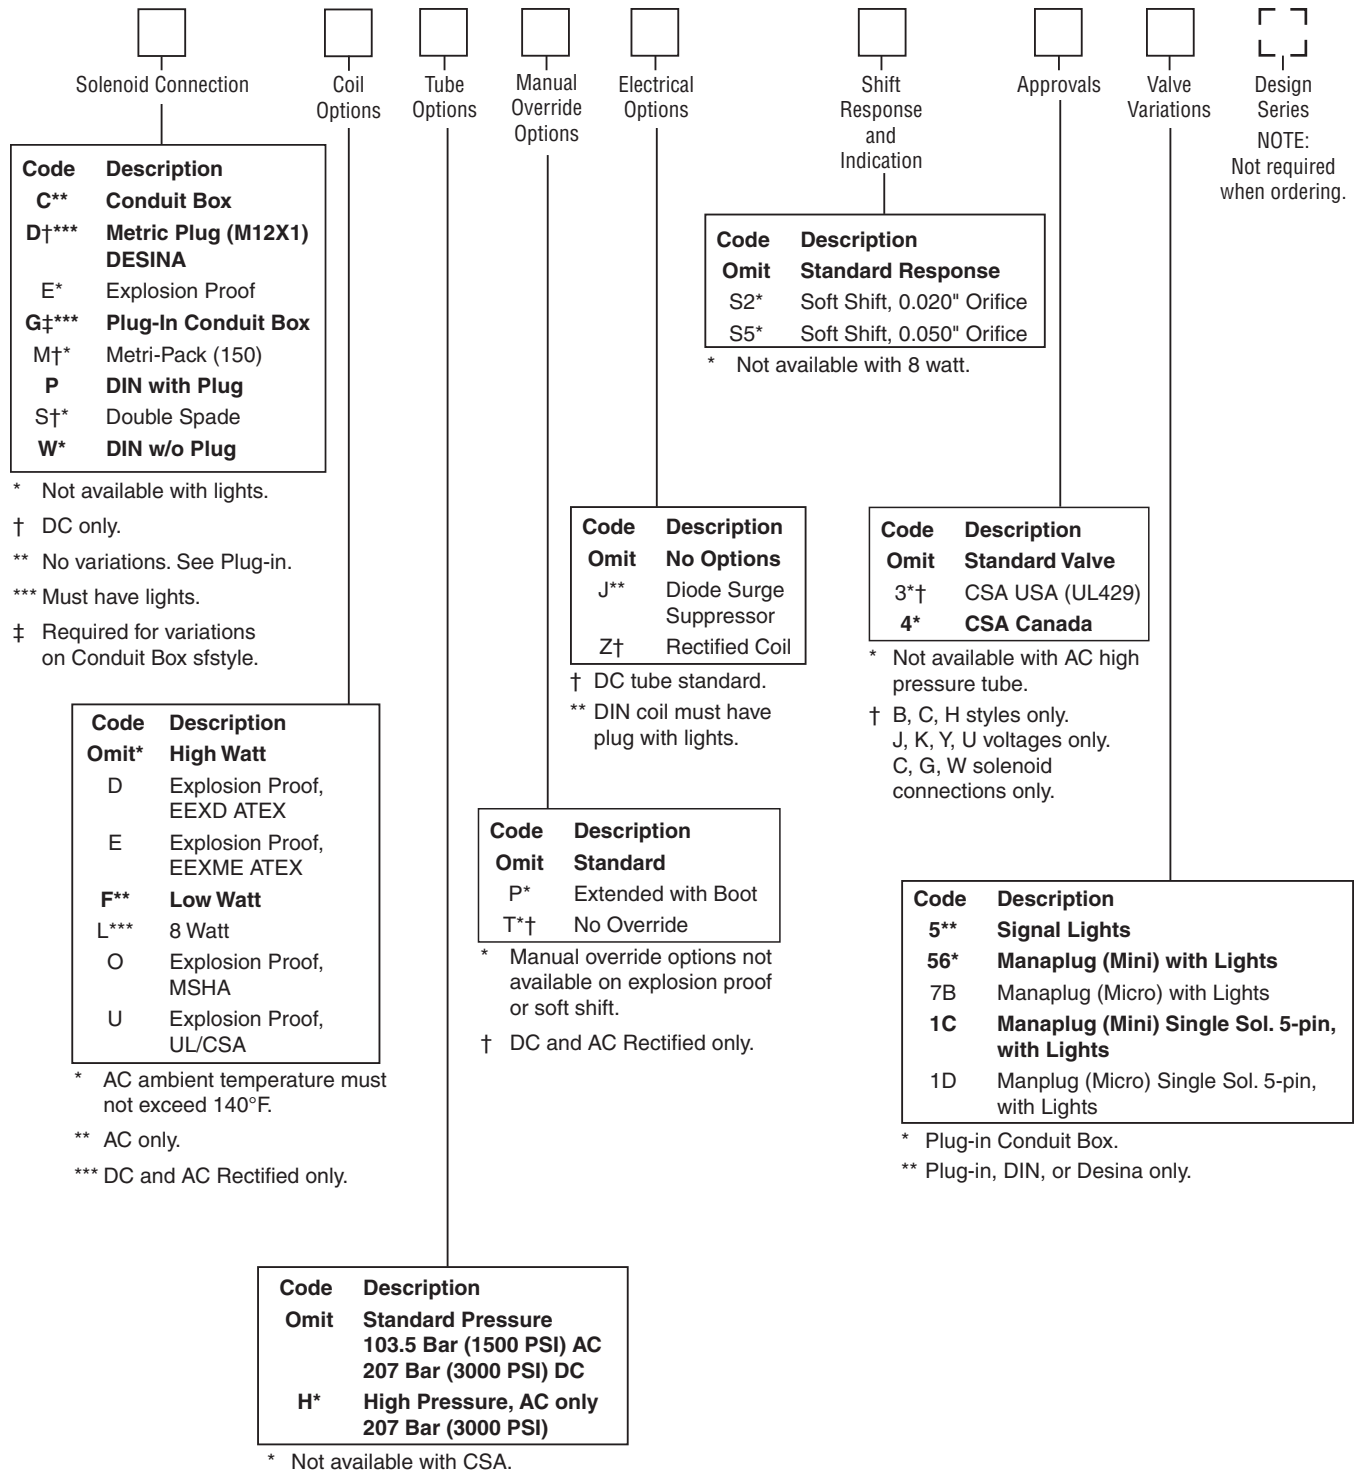 Solenoid Connection
Coil
Options
Tube
Options
Manual
Override
Options
Electrical
Options
Shift
Response
and
Indication
Approvals
Valve
Variations
Design
Series
NOTE:
Not required
when ordering.
Code Description
C** Conduit Box
D†*** Metric Plug (M12X1)
DESINA
E* Explosion Proof
G‡*** Plug-In Conduit Box
M†* Metri-Pack (150)
P DIN with Plug
S†* Double Spade
W* DIN w/o Plug
* Not available with lights.
† DC only.
** No variations. See Plug-in.
*** Must have lights.
‡ Required for variations
on Conduit Box sfstyle.
Code Description
Omit Standard Response
S2* Soft Shift, 0.020" Orifice
S5* Soft Shift, 0.050" Orifice
* Not available with 8 watt.
Code Description
Omit No Options
J** Diode Surge
Suppressor
Z† Rectified Coil
† DC tube standard.
** DIN coil must have
plug with lights.
Code Description
Omit Standard Valve
3*† CSA USA (UL429)
4* CSA Canada
* Not available with AC high
pressure tube.
† B, C, H styles only.
J, K, Y, U voltages only.
C, G, W solenoid
connections only.
Code Description
Omit* High Watt
D Explosion Proof,
EEXD ATEX
E Explosion Proof,
EEXME ATEX
F** Low Watt
L*** 8 Watt
O Explosion Proof,
MSHA
U Explosion Proof,
UL/CSA
* AC ambient temperature must
not exceed 140°F.
** AC only.
*** DC and AC Rectified only.
Code Description
Omit Standard
P* Extended with Boot
T*† No Override
* Manual override options not
available on explosion proof
or soft shift.
† DC and AC Rectified only.
Code Description
5** Signal Lights
56* Manaplug (Mini) with Lights
7B Manaplug (Micro) with Lights
1C Manaplug (Mini) Single Sol. 5-pin,
with Lights
1D Manplug (Micro) Single Sol. 5-pin,
with Lights
* Plug-in Conduit Box.
** Plug-in, DIN, or Desina only.
Code Description
Omit Standard Pressure
103.5 Bar (1500 PSI) AC
207 Bar (3000 PSI) DC
H* High Pressure, AC only
207 Bar (3000 PSI)
* Not available with CSA.